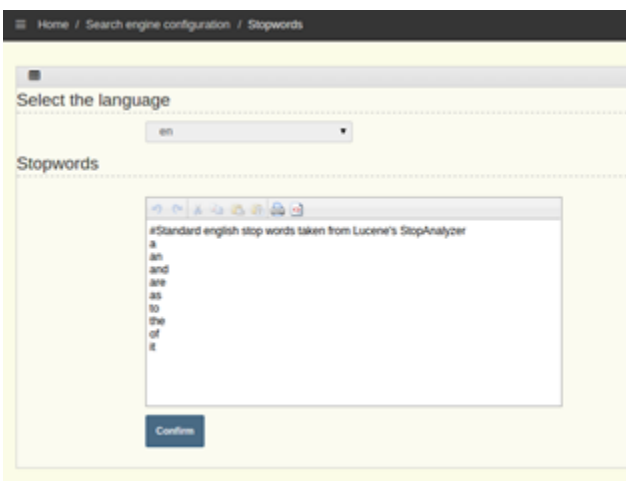 Home / Search engine configuration / Stopwords
Select the language
en
Stopwords
#Standard english stop words taken from Lucene's StopAnalyzer
a
an
and
are
as
to
the
of
it
Confirm